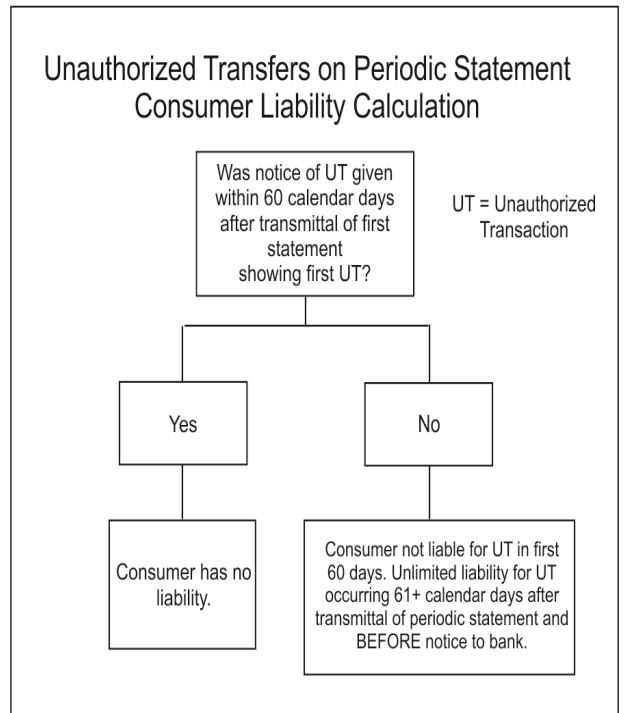 Unauthorized Transfers on Periodic Statement
Consumer Liability Calculation
Was notice of UT given
within 60 calendar days
after transmittal of first
statement
showing first UT?
UT = Unauthorized
Transaction
Yes
No
Consumer has no
liability.
Consumer not liable for UT in first
60 days. Unlimited liability for UT
occurring 61+ calendar days after
transmittal of periodic statement and
BEFORE notice to bank.